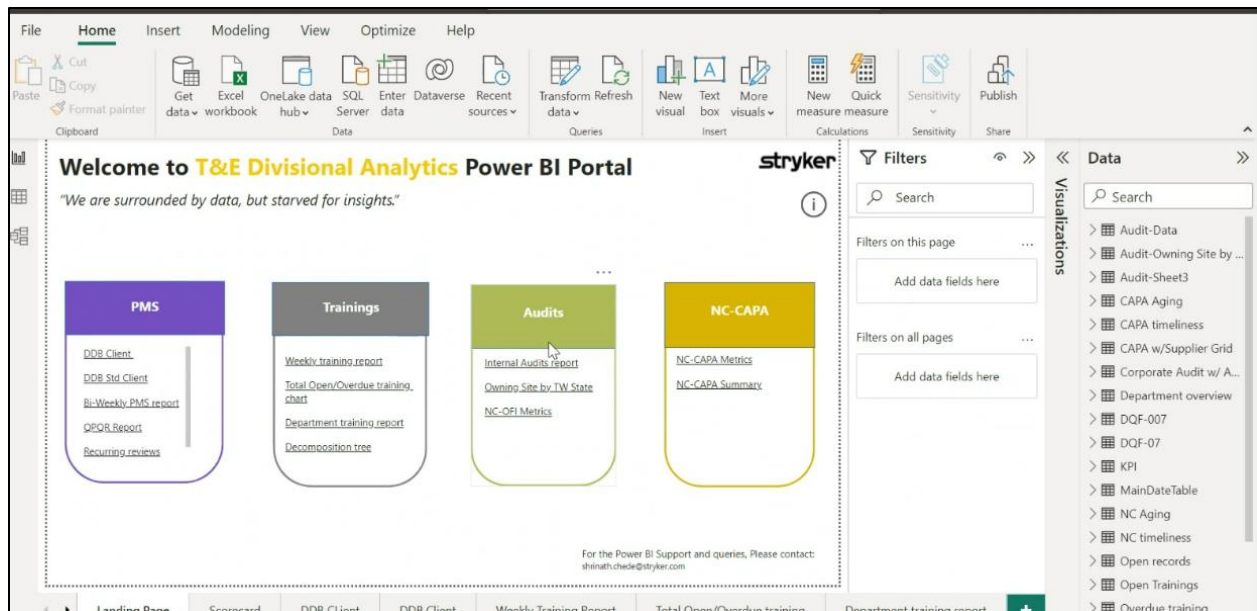 File Home Insert Modeling View Optimize Help
Paste
Cut
Copy
Format painter
Get data
Excel workbook
OneLake data hub
SQL Server
Enter data
Dataverse
Recent sources
Transform data
Refresh
New visual
Text box
More visuals
New measure
Quick measure
Sensitivity
Publish
Clipboard Data Queries Insert Calculations Sensitivity Share
Welcome to T&E Divisional Analytics Power BI Portal
stryker
"We are surrounded by data, but starved for insights."
PMS
DDB Client
DDB Std Client
Bi-Weekly PMS report
QPQR Report
Recurring reviews
Trainings
Weekly training report
Total Open/Overdue training
chart
Department training report
Decomposition tree
Audits
Internal Audits report
Owning Site by TW State
NC-OFI Metrics
NC-CAPA
NC-CAPA Metrics
NC-CAPA Summary
For the Power BI Support and queries, Please contact:
shrinath.chede@stryker.com
Filters
Search
Filters on this page
Add data fields here
Filters on all pages
Add data fields here
Visualizations
Data
Search
Audit-Data
Audit-Owning Site by ...
Audit-Sheet3
CAPA Aging
CAPA timeliness
CAPA w/Supplier Grid
Corporate Audit w/ A...
Department overview
DQF-007
DQF-07
KPI
MainDateTable
NC Aging
NC timeliness
Open records
Open Trainings
Overdue training
Landing Page Scorecard DDB CLient DDB Client Weekly Training Report Total Open/Overdue training Department training report